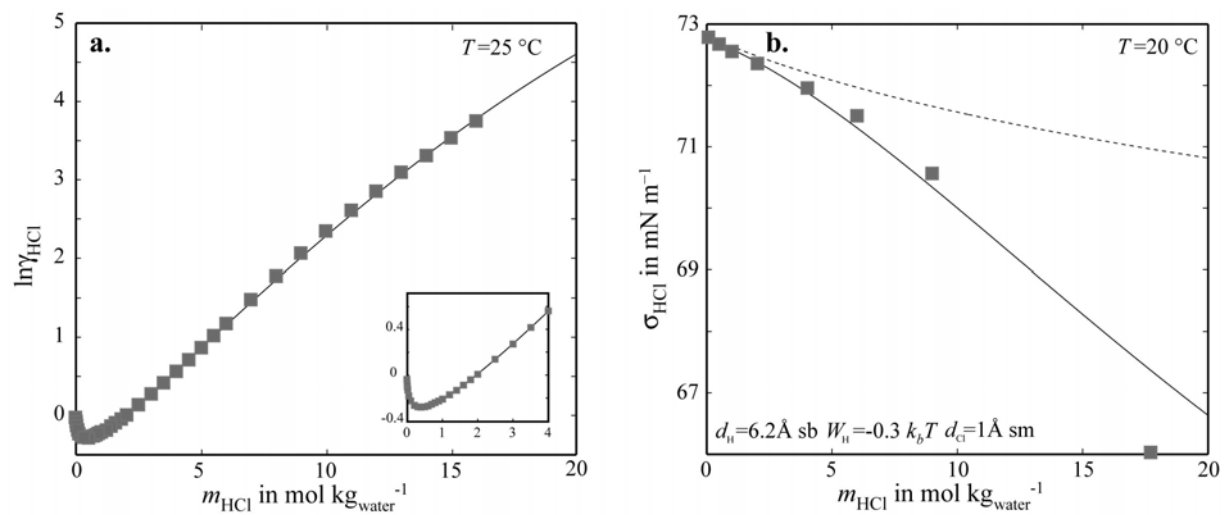 a.
T=25 °C
lnγHCl
5
4
3
2
1
0
0 5 10 15 20
mHCl in mol kgwater-1
0.4
0
-0.4
0 1 2 3 4
b.
T=20 °C
σHCl in mN m−1
73
71
69
67
dH=6.2Å sb WH=-0.3 kbT dCl=1Å sm
0 5 10 15 20
mHCl in mol kgwater-1